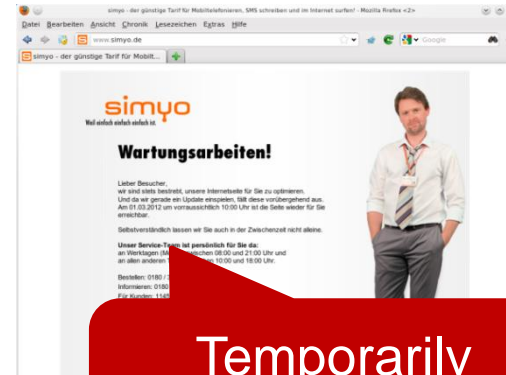 simyo - der günstige Tarif für Mobiltelefonieren, SMS schreiben und im Internet surfen! - Mozilla Firefox <2>
Datei Bearbeiten Ansicht Chronik Lesezeichen Extras Hilfe
www.simyo.de
Google
simyo - der günstige Tarif für Mobilt...
simyo
Weil einfach einfach einfach ist.
Wartungsarbeiten!
Lieber Besucher,
wir sind stets bestrebt, unsere Internetseite für Sie zu optimieren.
Und da wir gerade ein Update einspielen, fällt diese vorübergehend aus.
Am 01.03.2012 um vorraussichtlich 10:00 Uhr ist die Seite wieder für Sie
erreichbar.
Selbstverständlich lassen wir Sie auch in der Zwischenzeit nicht alleine.
Unser Service-Team ist persönlich für Sie da:
an Werktagen zwischen 08:00 und 21:00 Uhr und
an allen anderen 10:00 und 18:00 Uhr.
Bestellen: 0180 /
Informieren: 0180
Für Kunden:
Temporarily